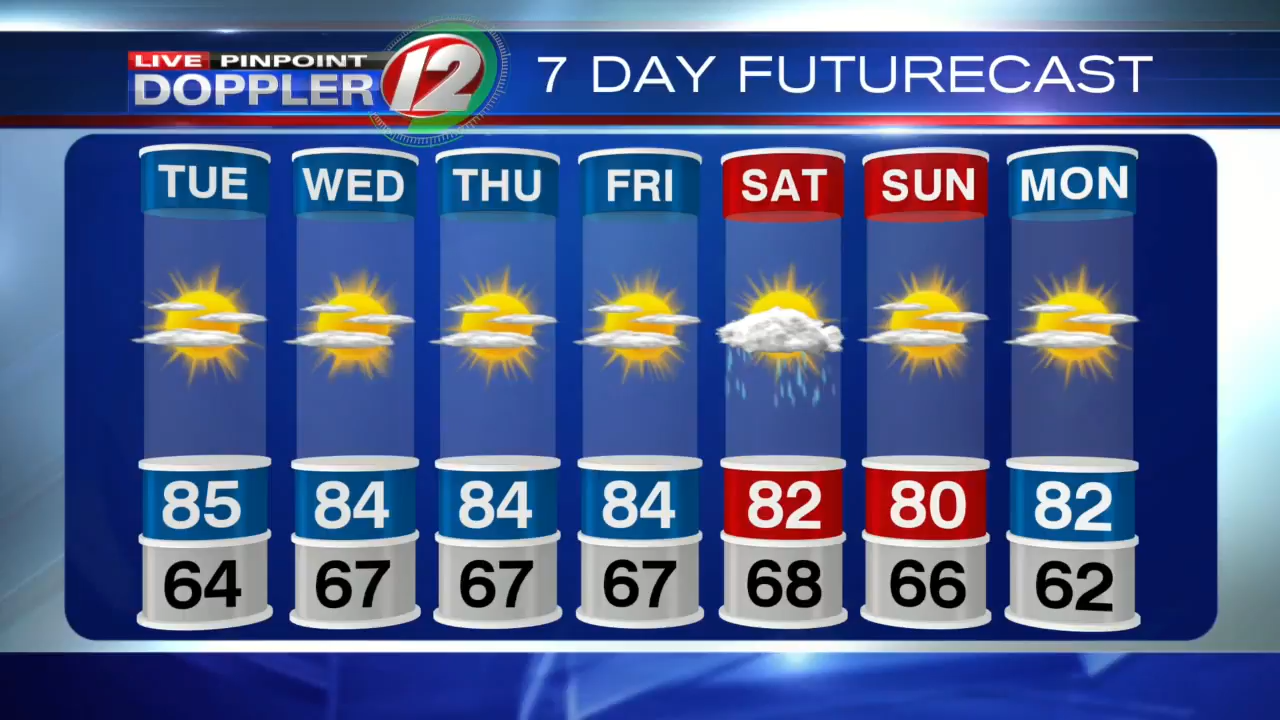 LIVE PINPOINT
DOPPLER 12
7 DAY FUTURECAST
TUE WED THU FRI SAT SUN MON
85 84 84 84 82 80 82
64 67 67 67 68 66 62